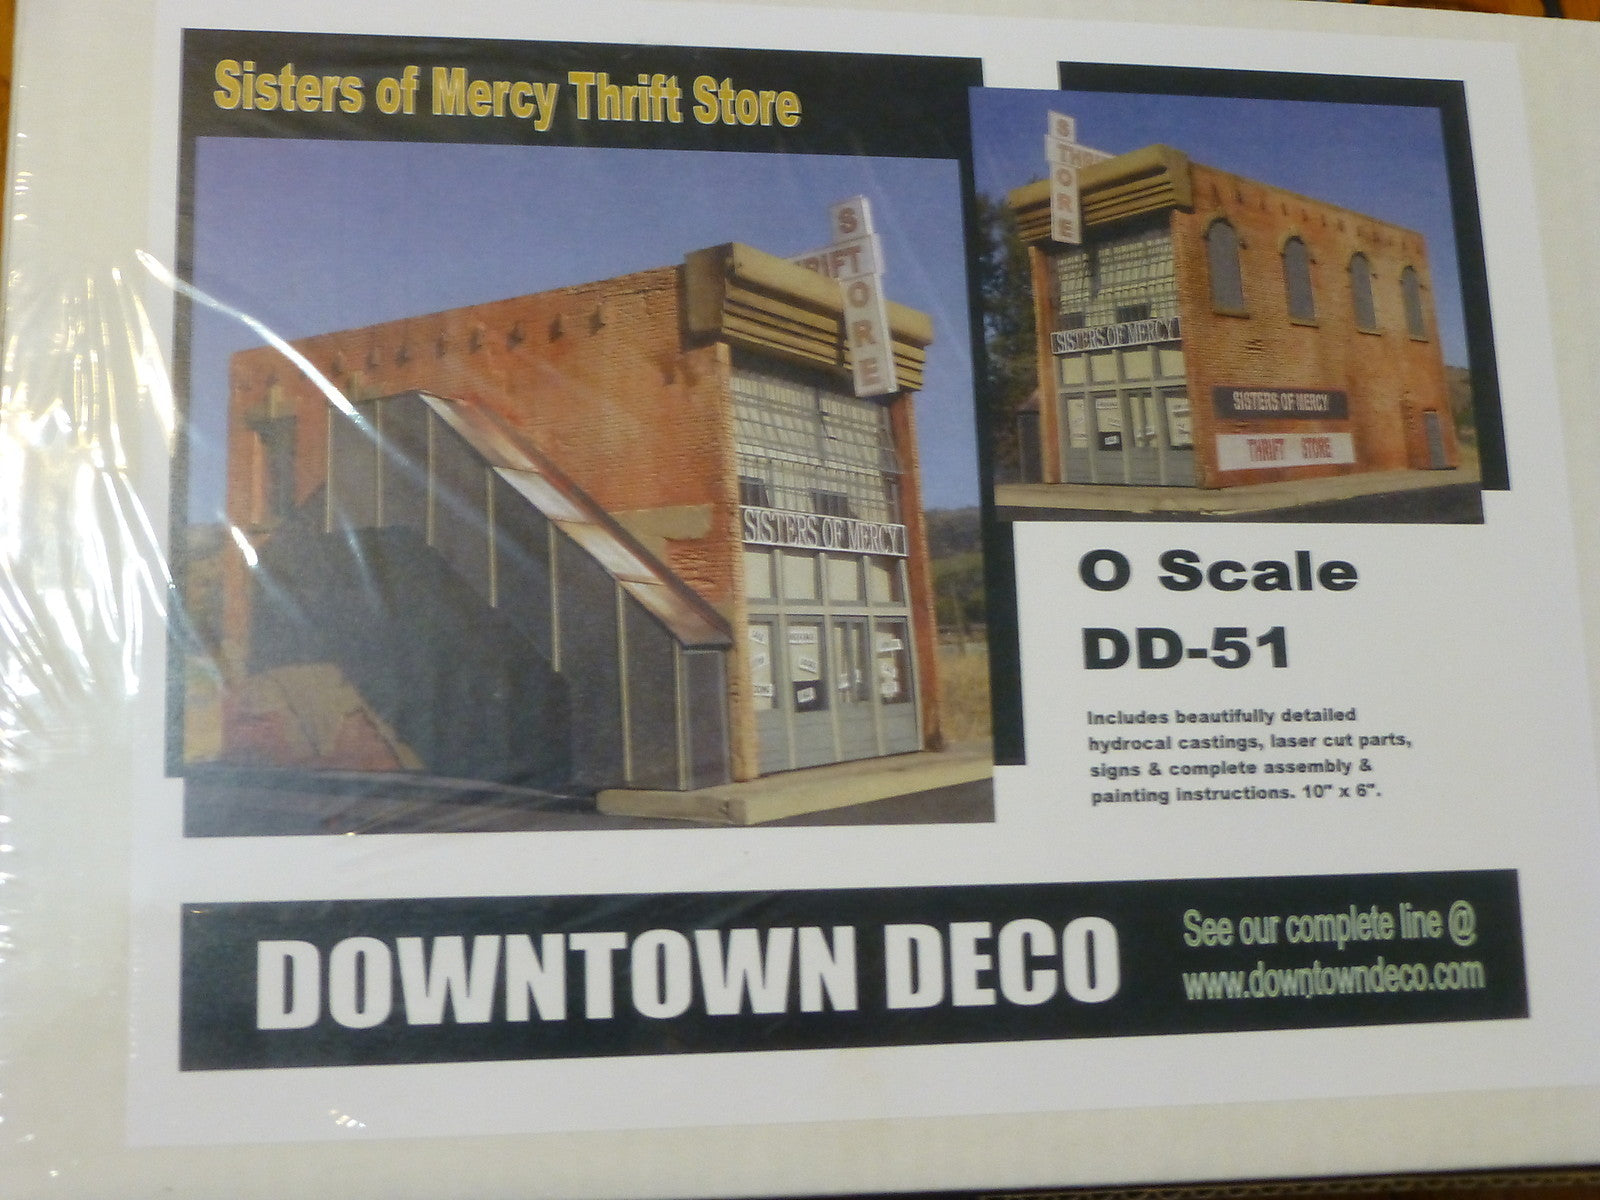 Sisters of Mercy Thrift Store
STORE
THRIFT
SISTERS OF MERCY
STORE
SISTERS OF MERCY
SISTERS OF MERCY
THRIFT STORE
O Scale
DD-51
Includes beautifully detailed
hydrocal castings, laser cut parts,
signs & complete assembly &
painting instructions. 10" x 6".
DOWNTOWN DECO
See our complete line @
www.downtowndeco.com